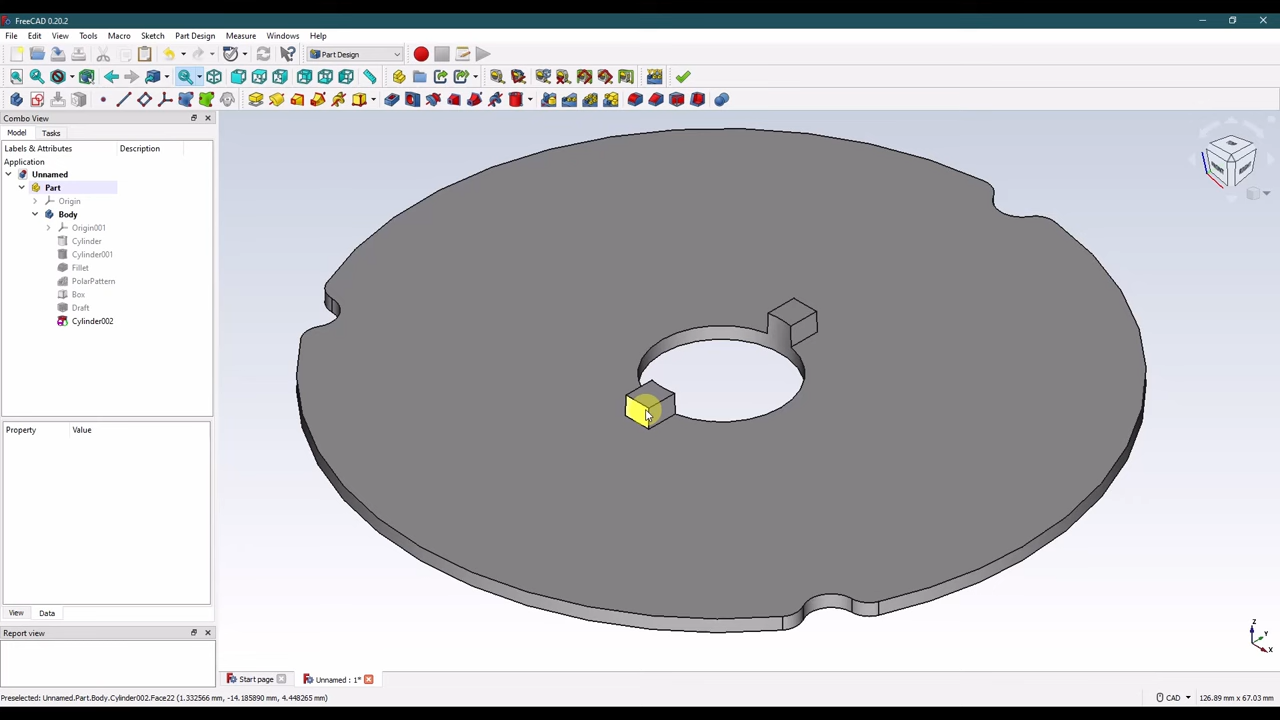 FreeCAD 0.20.2
File Edit View Tools Macro Sketch Part Design Measure Windows Help
Part Design
Combo View
Model Tasks
Labels & Attributes Description
Application
Unnamed
Part
Origin
Body
Origin001
Cylinder
Cylinder001
Fillet
PolarPattern
Box
Draft
Cylinder002
Property Value
View Data
Report view
Z
Y
X
Start page Unnamed : 1*
Preselected: Unnamed.Part.Body.Cylinder002.Face22 (1.332566 mm, -14.185890 mm, 4.448265 mm)
CAD 126.89 mm x 67.03 mm